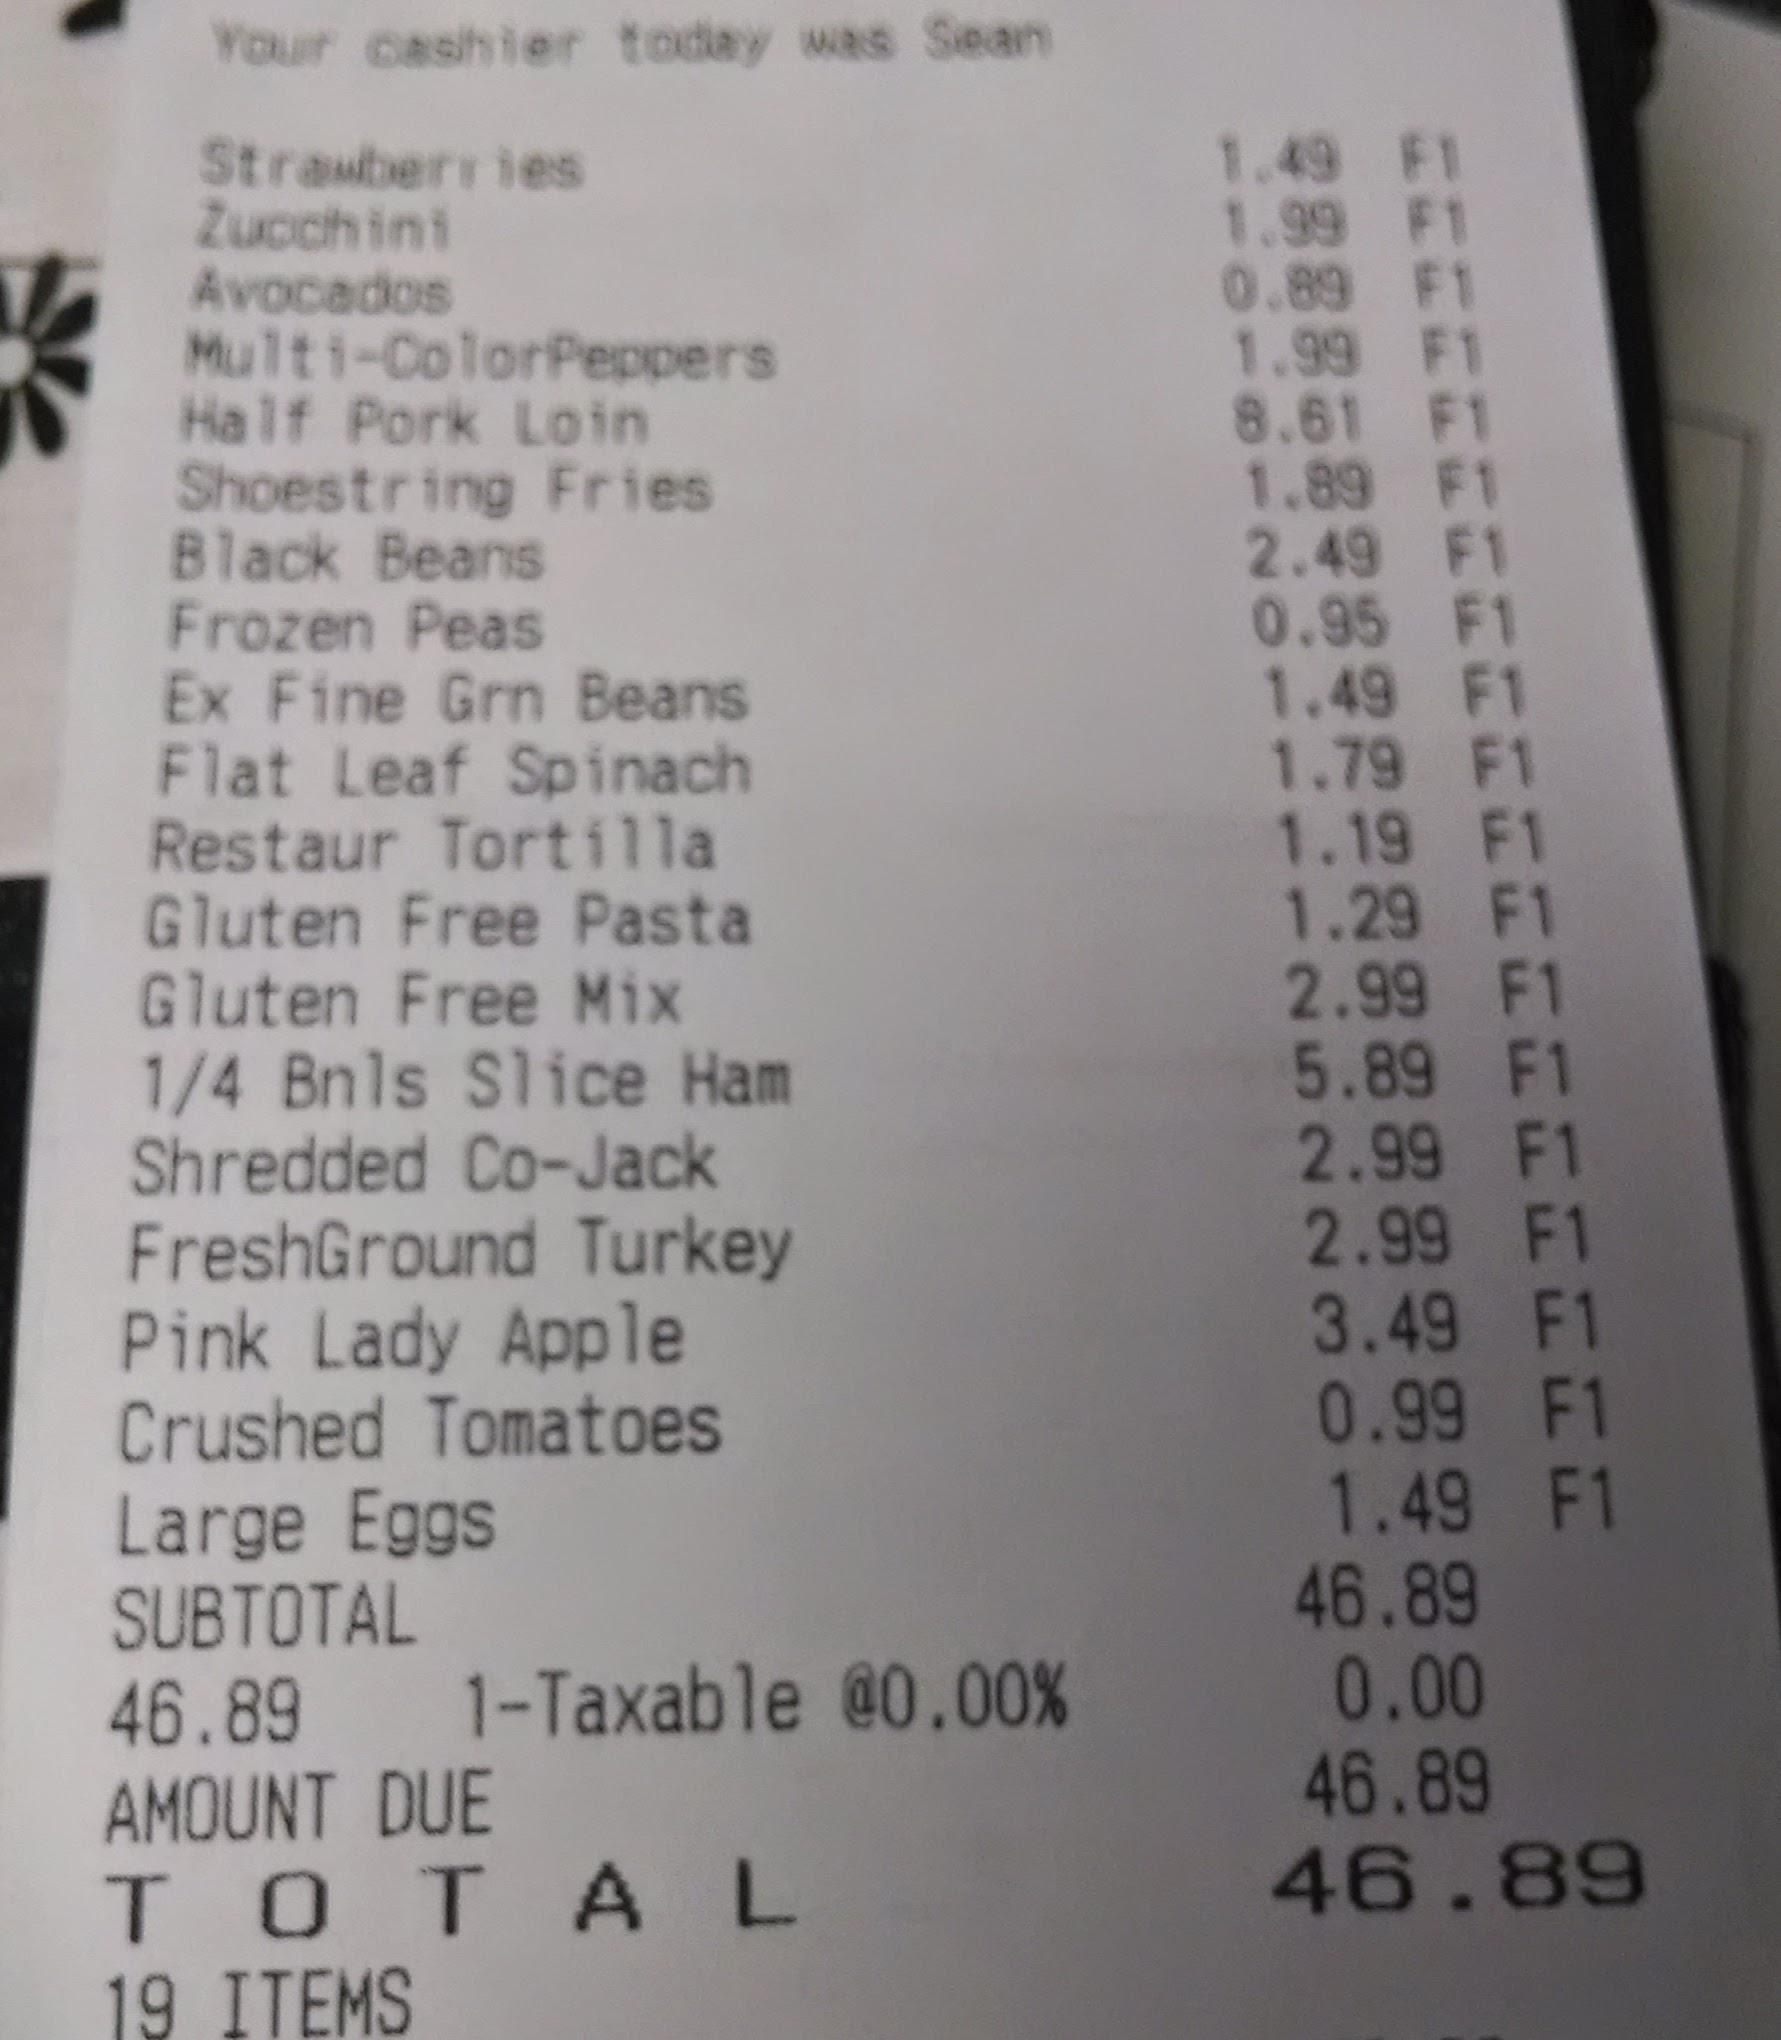 Your cashier today was Sean
Strawberries 1.49 F1
Zucchini 1.99 F1
Avocados 0.89 F1
Multi-ColorPeppers 1.99 F1
Half Pork Loin 8.61 F1
Shoestring Fries 1.89 F1
Black Beans 2.49 F1
Frozen Peas 0.95 F1
Ex Fine Grn Beans 1.49 F1
Flat Leaf Spinach 1.79 F1
Restaur Tortilla 1.19 F1
Gluten Free Pasta 1.29 F1
Gluten Free Mix 2.99 F1
1/4 Bnls Slice Ham 5.89 F1
Shredded Co-Jack 2.99 F1
FreshGround Turkey 2.99 F1
Pink Lady Apple 3.49 F1
Crushed Tomatoes 0.99 F1
Large Eggs 1.49 F1
SUBTOTAL 46.89
46.89 1-Taxable @0.00% 0.00
AMOUNT DUE 46.89
T O T A L 46.89
19 ITEMS